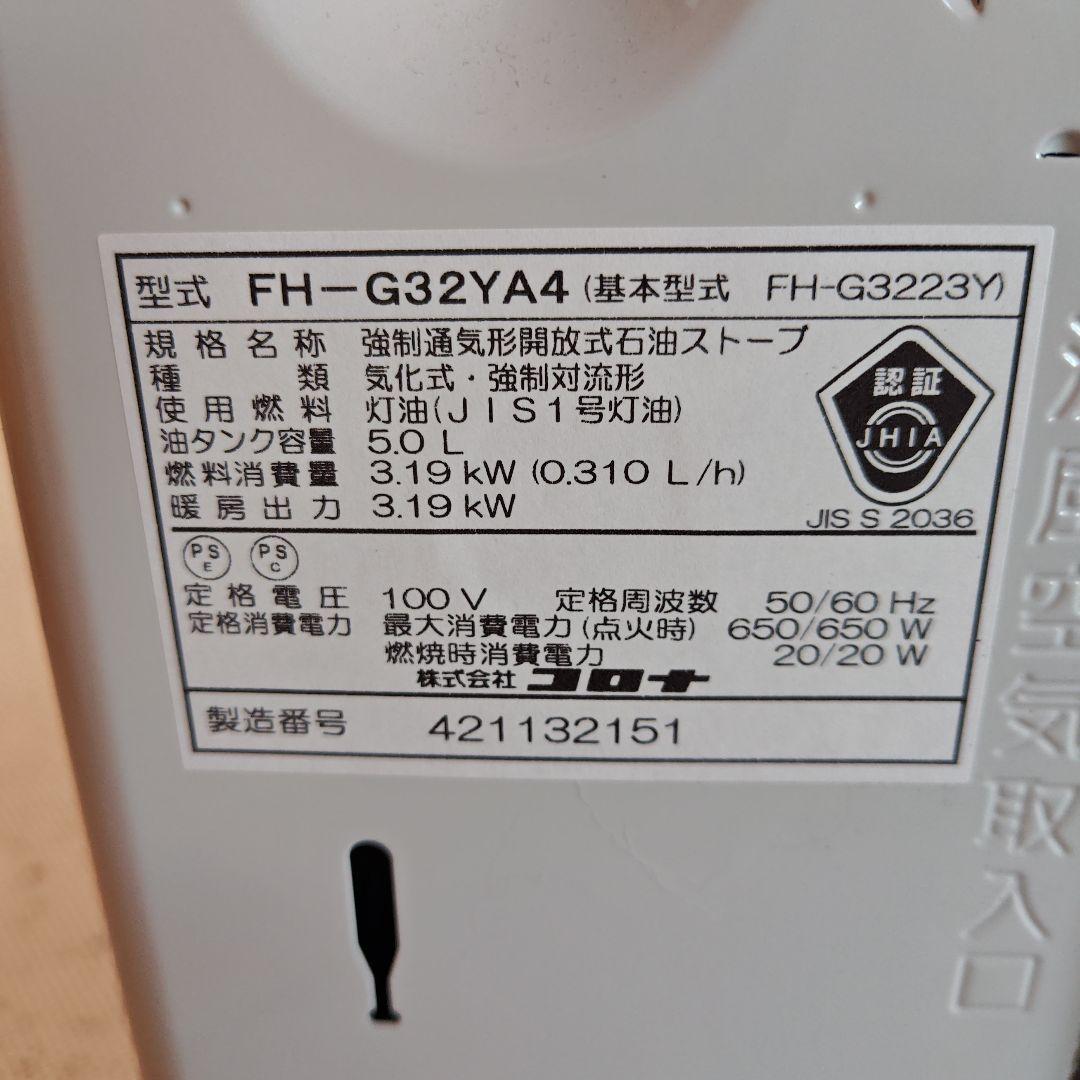 型式 FH-G32YA4 (基本型式 FH-G3223Y)
規格名称 強制通気形開放式石油ストーブ
種類 気化式・強制対流形
使用燃料 灯油(JIS1号灯油)
油タンク容量 5.0 L
燃料消費量 3.19 kW (0.310 L/h)
暖房出力 3.19 kW
認証
JHIA
JIS S 2036
PS E PS C
定格電圧 100 V 定格周波数 50/60 Hz
定格消費電力 最大消費電力(点火時) 650/650 W
燃焼時消費電力 20/20 W
株式会社 コロナ
製造番号 421132151
空気取入口